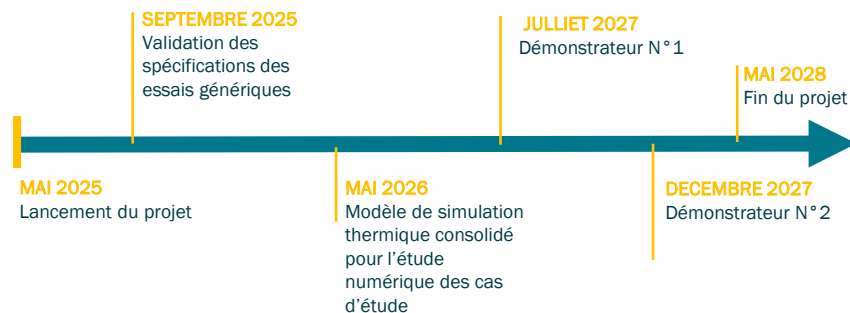 SEPTEMBRE 2025
Validation des
spécifications des
essais génériques
JULLIET 2027
Démonstrateur N°1
MAI 2028
Fin du projet
MAI 2025
Lancement du projet
MAI 2026
Modèle de simulation
thermique consolidé
pour l'étude
numérique des cas
d'étude
DECEMBRE 2027
Démonstrateur N°2